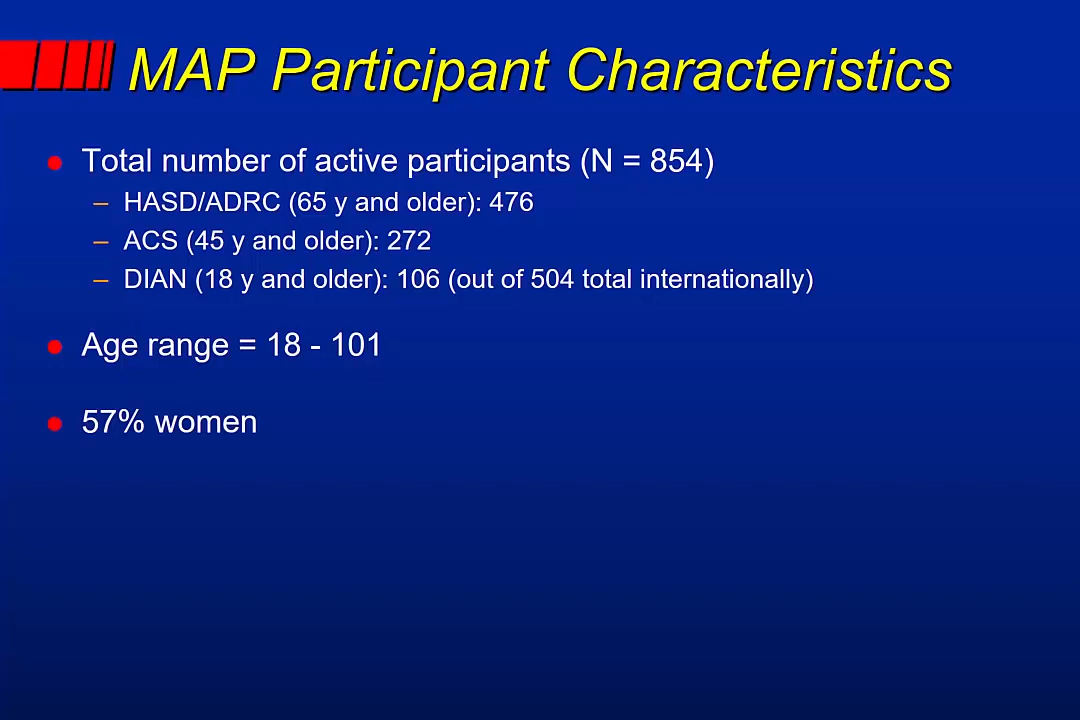 MAP Participant Characteristics
● Total number of active participants (N = 854)
– HASD/ADRC (65 y and older): 476
– ACS (45 y and older): 272
– DIAN (18 y and older): 106 (out of 504 total internationally)
● Age range = 18 - 101
● 57% women